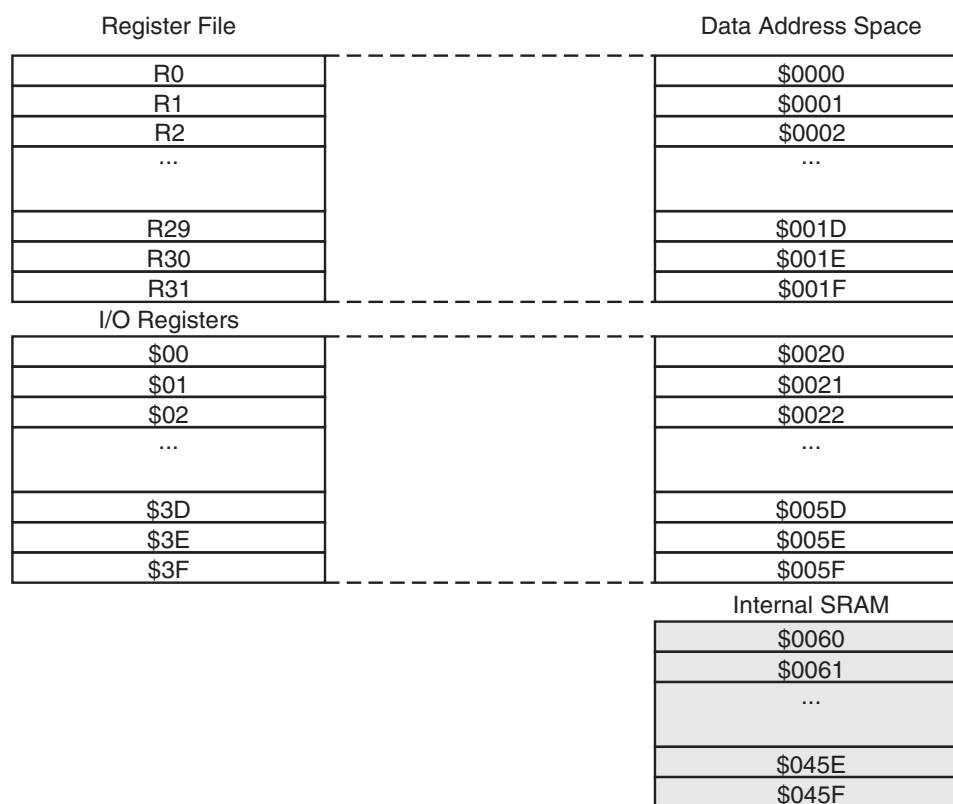 Register File
Data Address Space
R0
$0000
R1
$0001
R2
$0002
...
...
R29
$001D
R30
$001E
R31
$001F
I/O Registers
$00
$0020
$01
$0021
$02
$0022
...
...
$3D
$005D
$3E
$005E
$3F
$005F
Internal SRAM
$0060
$0061
...
$045E
$045F